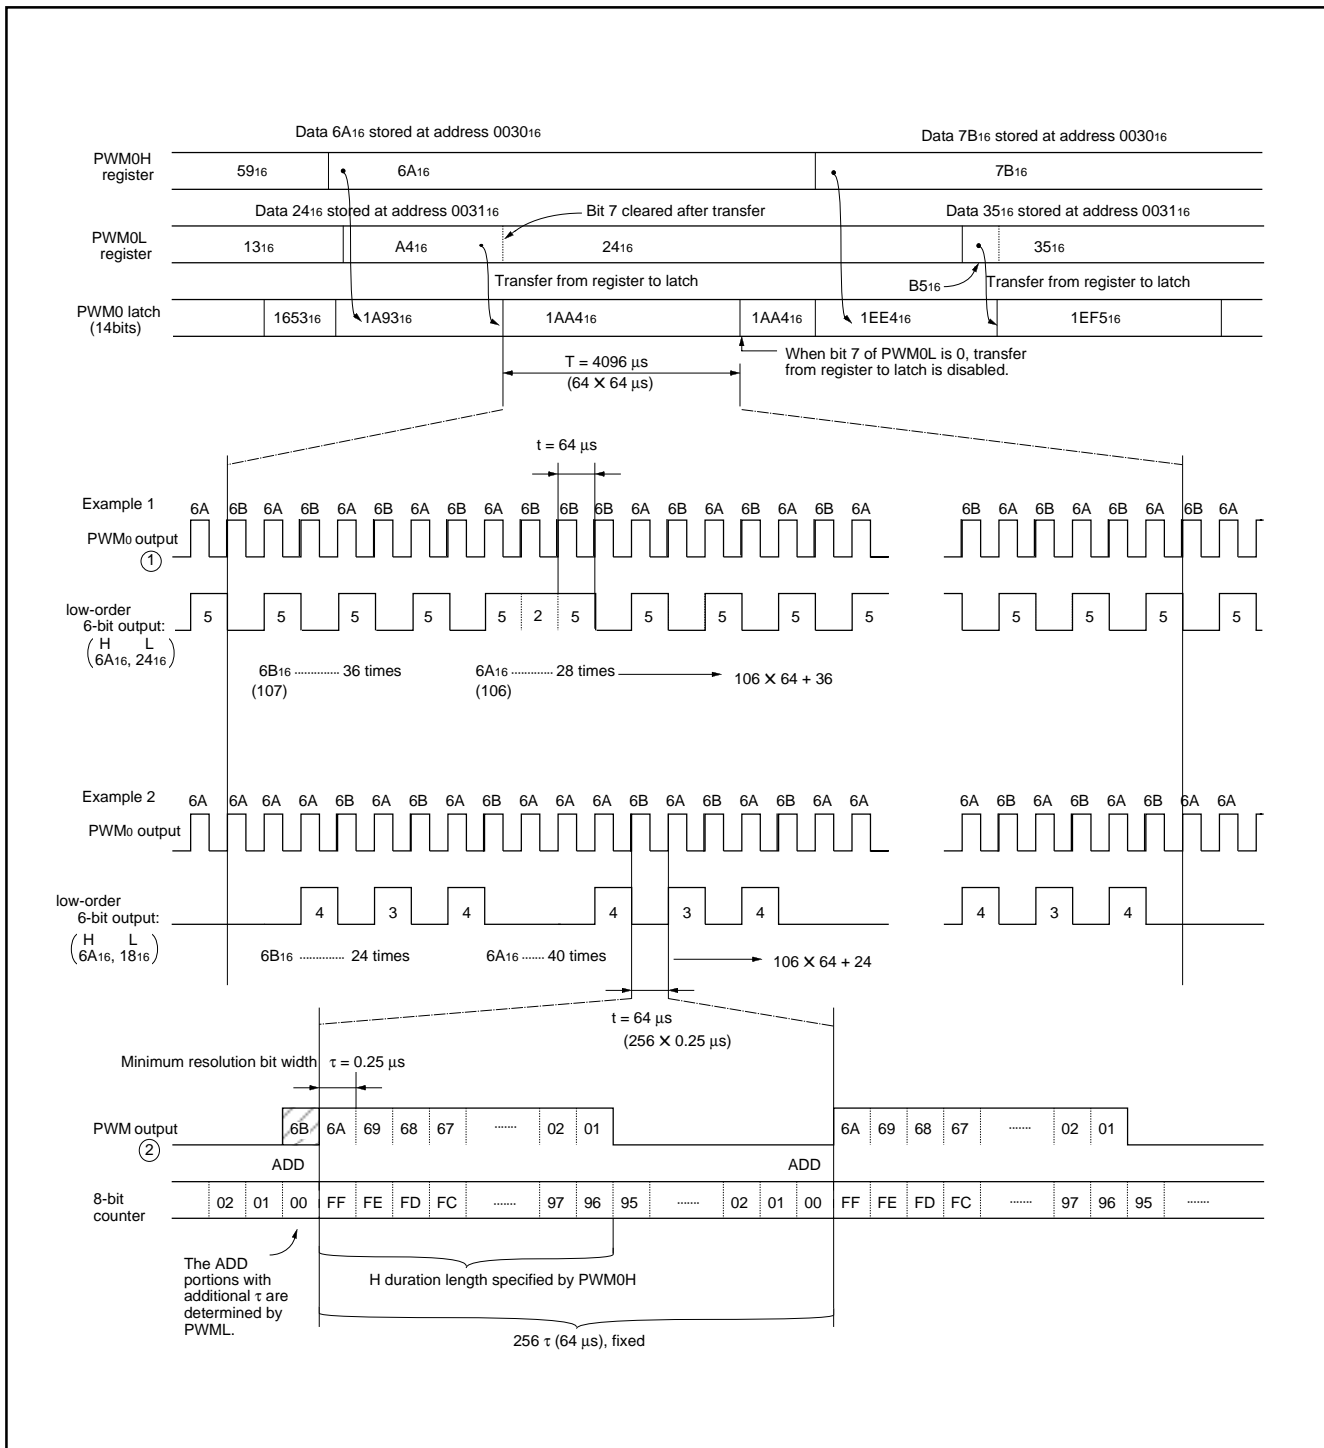 Data 6A16 stored at address 003016
Data 7B16 stored at address 003016
PWM0H
register
5916
6A16
7B16
Data 2416 stored at address 003116
Bit 7 cleared after transfer
Data 3516 stored at address 003116
PWM0L
register
1316
A416
2416
3516
Transfer from register to latch
B516
Transfer from register to latch
PWM0 latch
(14bits)
165316
1A9316
1AA416
1AA416
1EE416
1EF516
When bit 7 of PWM0L is 0, transfer
from register to latch is disabled.
T = 4096 µs
(64 × 64 µs)
t = 64 µs
Example 1
6A 6B 6A 6B 6A 6B 6A 6B 6A 6B 6B 6B 6A 6B 6A 6B 6A 6B 6A
6B 6A 6B 6A 6B 6A 6B 6A
PWM0 output
①
low-order
6-bit output:
H L
6A16, 2416
5 5 5 5 5 2 5 5 5 5 5
5 5 5 5
6B16 .............. 36 times
(107)
6A16 ............. 28 times
(106)
106 × 64 + 36
Example 2
6A 6A 6A 6A 6B 6A 6B 6A 6B 6A 6A 6A 6B 6A 6B 6A 6B 6A 6A
6A 6B 6A 6B 6A 6B 6A 6A
PWM0 output
low-order
6-bit output:
H L
6A16, 1816
4 3 4 4 3 4
4 3 4
6B16 .............. 24 times
6A16 ....... 40 times
106 × 64 + 24
t = 64 µs
(256 × 0.25 µs)
Minimum resolution bit width τ = 0.25 µs
PWM output
②
6B 6A 69 68 67 ······· 02 01
6A 69 68 67 ······· 02 01
ADD
ADD
8-bit
counter
02 01 00 FF FE FD FC ······· 97 96 95 ······· 02 01 00 FF FE FD FC ······· 97 96 95 ·······
The ADD
portions with
additional τ are
determined by
PWML.
H duration length specified by PWM0H
256 τ (64 µs), fixed